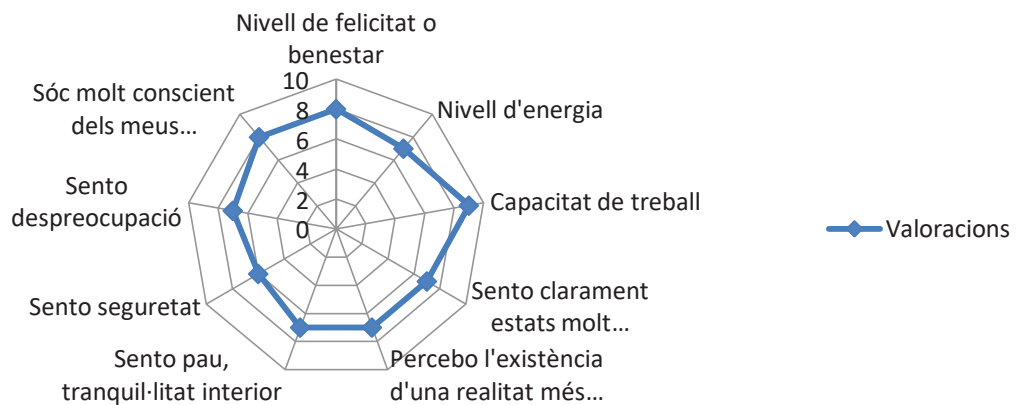 Nivell de felicitat o
benestar
Nivell d'energia
Capacitat de treball
Sento clarament
estats molt...
Percebo l'existència
d'una realitat més...
Sento pau,
tranquil·litat interior
Sento seguretat
Sento
despreocupació
Sóc molt conscient
dels meus...
10
8
6
4
2
0
Valoracions